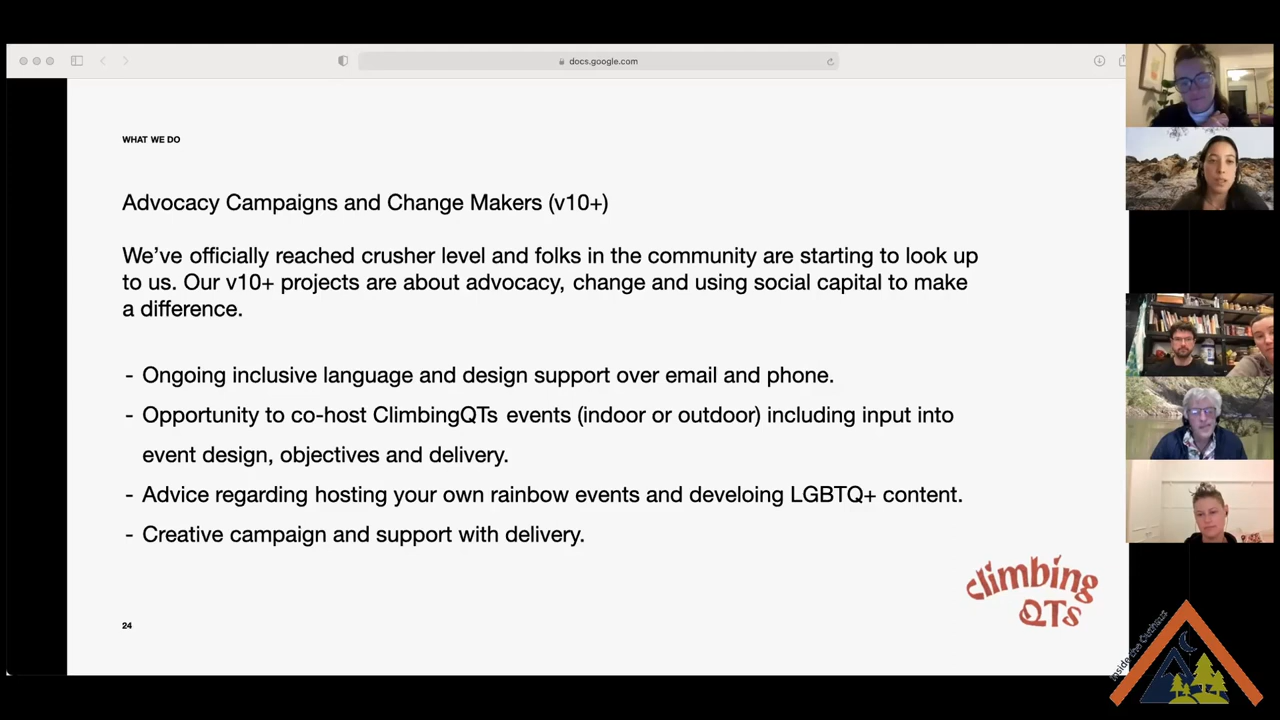 docs.google.com
WHAT WE DO
Advocacy Campaigns and Change Makers (v10+)
We’ve officially reached crusher level and folks in the community are starting to look up
to us. Our v10+ projects are about advocacy, change and using social capital to make
a difference.
- Ongoing inclusive language and design support over email and phone.
- Opportunity to co-host ClimbingQTs events (indoor or outdoor) including input into
event design, objectives and delivery.
- Advice regarding hosting your own rainbow events and develoing LGBTQ+ content.
- Creative campaign and support with delivery.
climbing
QTs
24
Inside the Outhaus